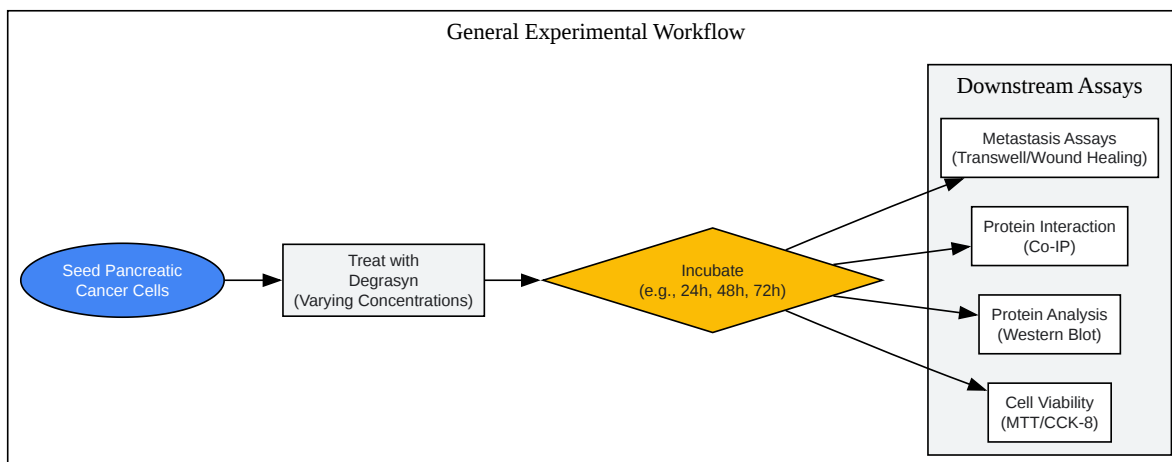 General Experimental Workflow
Downstream Assays
Metastasis Assays
(Transwell/Wound Healing)
Protein Interaction
(Co-IP)
Seed Pancreatic
Cancer Cells
Treat with
Degrasyn
(Varying Concentrations)
Incubate
(e.g., 24h, 48h, 72h)
Protein Analysis
(Western Blot)
Cell Viability
(MTT/CCK-8)